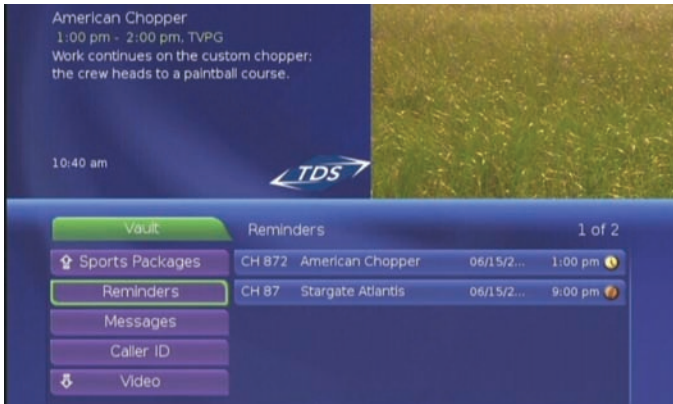 American Chopper
1:00 pm - 2:00 pm, TVPG
Work continues on the custom chopper;
the crew heads to a paintball course.
10:40 am
TDS
Vault
Reminders 1 of 2
Sports Packages
CH 872 American Chopper 06/15/2... 1:00 pm
Reminders
CH 87 Stargate Atlantis 06/15/2... 9:00 pm
Messages
Caller ID
Video